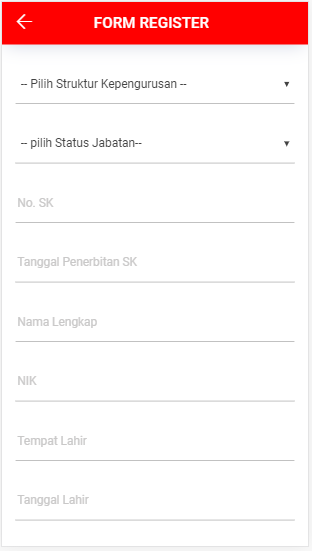 FORM REGISTER
-- Pilih Struktur Kepengurusan --
-- pilih Status Jabatan--
No. SK
Tanggal Penerbitan SK
Nama Lengkap
NIK
Tempat Lahir
Tanggal Lahir